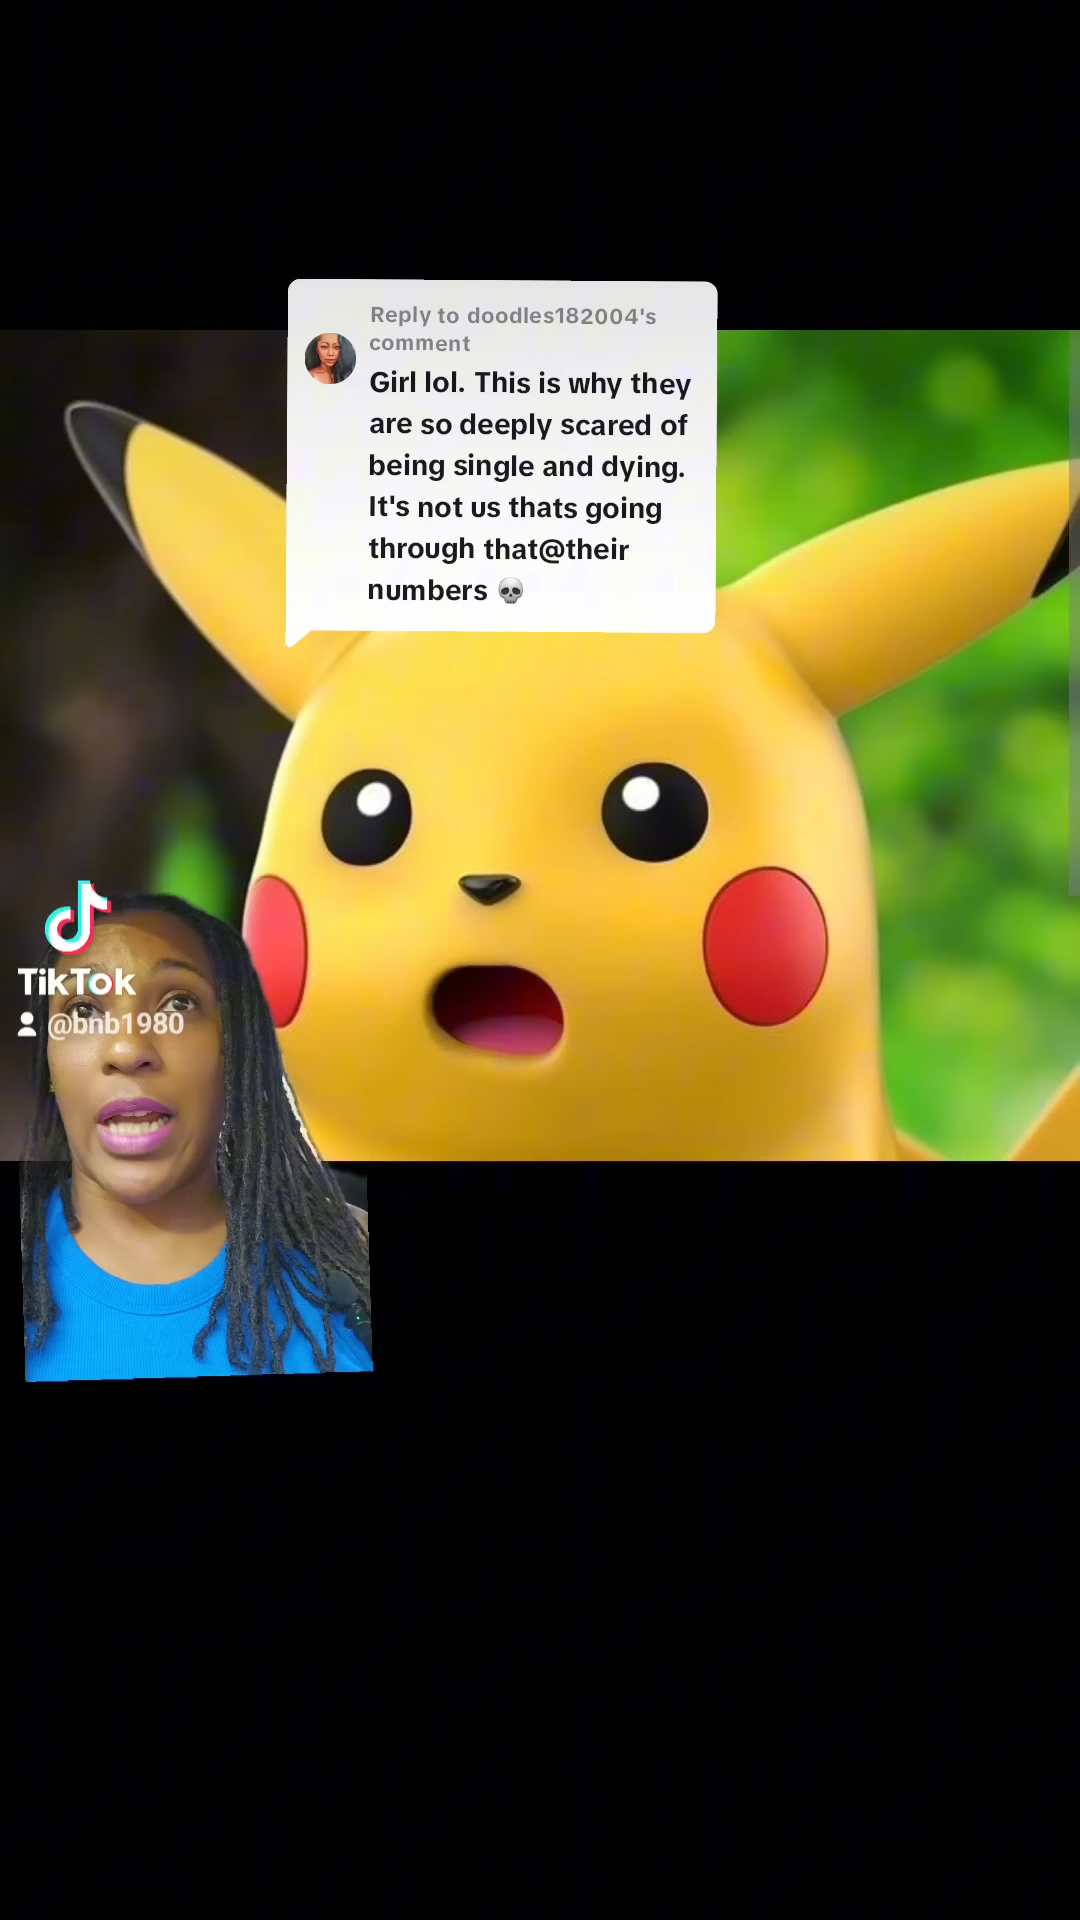 Reply to doodles182004's
comment
Girl lol. This is why they
are so deeply scared of
being single and dying.
It's not us thats going
through that@their
numbers 💀
TikTok
@bnb1980